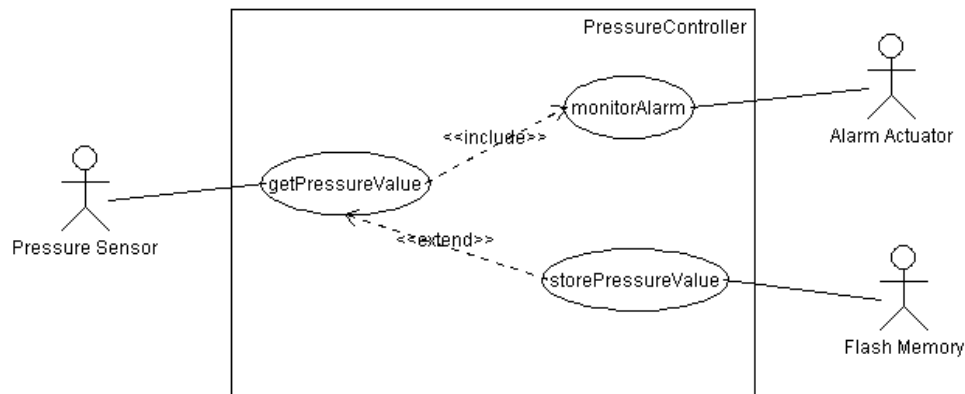 PressureController
monitorAlarm
Alarm Actuator
<<include>>
getPressureValue
Pressure Sensor
<<extend>>
storePressureValue
Flash Memory